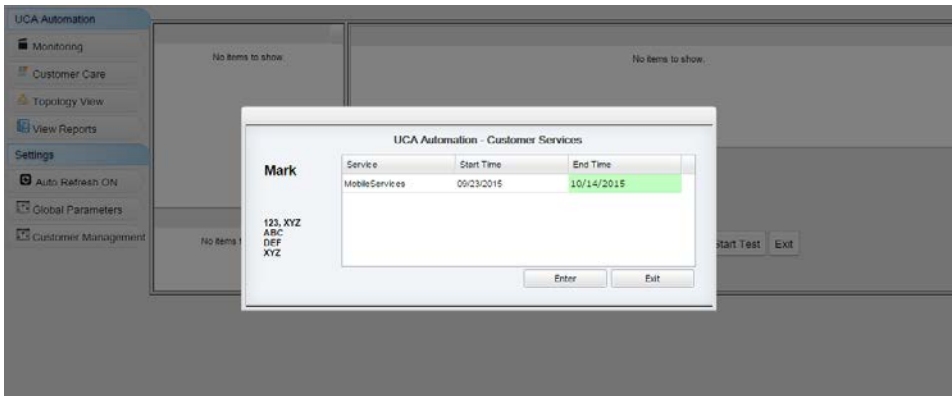 UCA Automation
Monitoring
Customer Care
Topology View
View Reports
Settings
Auto Refresh ON
Global Parameters
Customer Management
No items to show.
No items to show.
No items
Start Test Exit
UCA Automation - Customer Services
Mark
123, XYZ
ABC
DEF
XYZ
Service Start Time End Time
MobileServices 09/23/2015 10/14/2015
Enter Exit